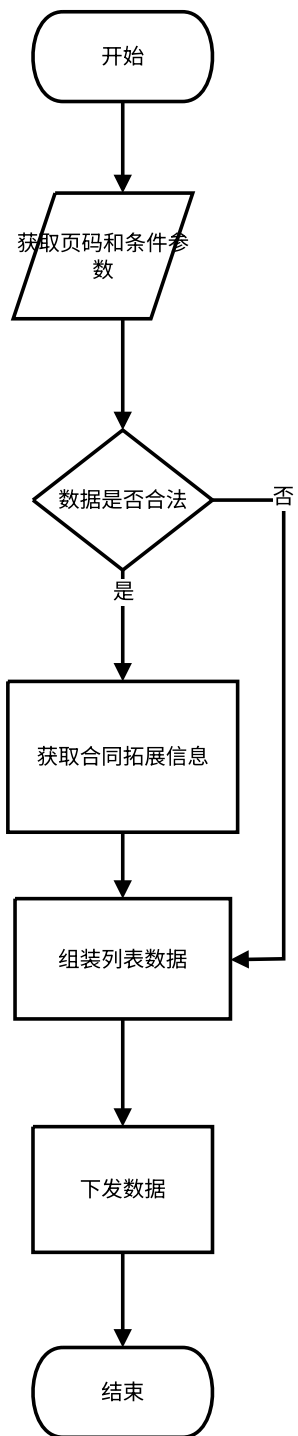 开始
获取页码和条件参
数
数据是否合法
否
是
获取合同拓展信息
组装列表数据
下发数据
结束